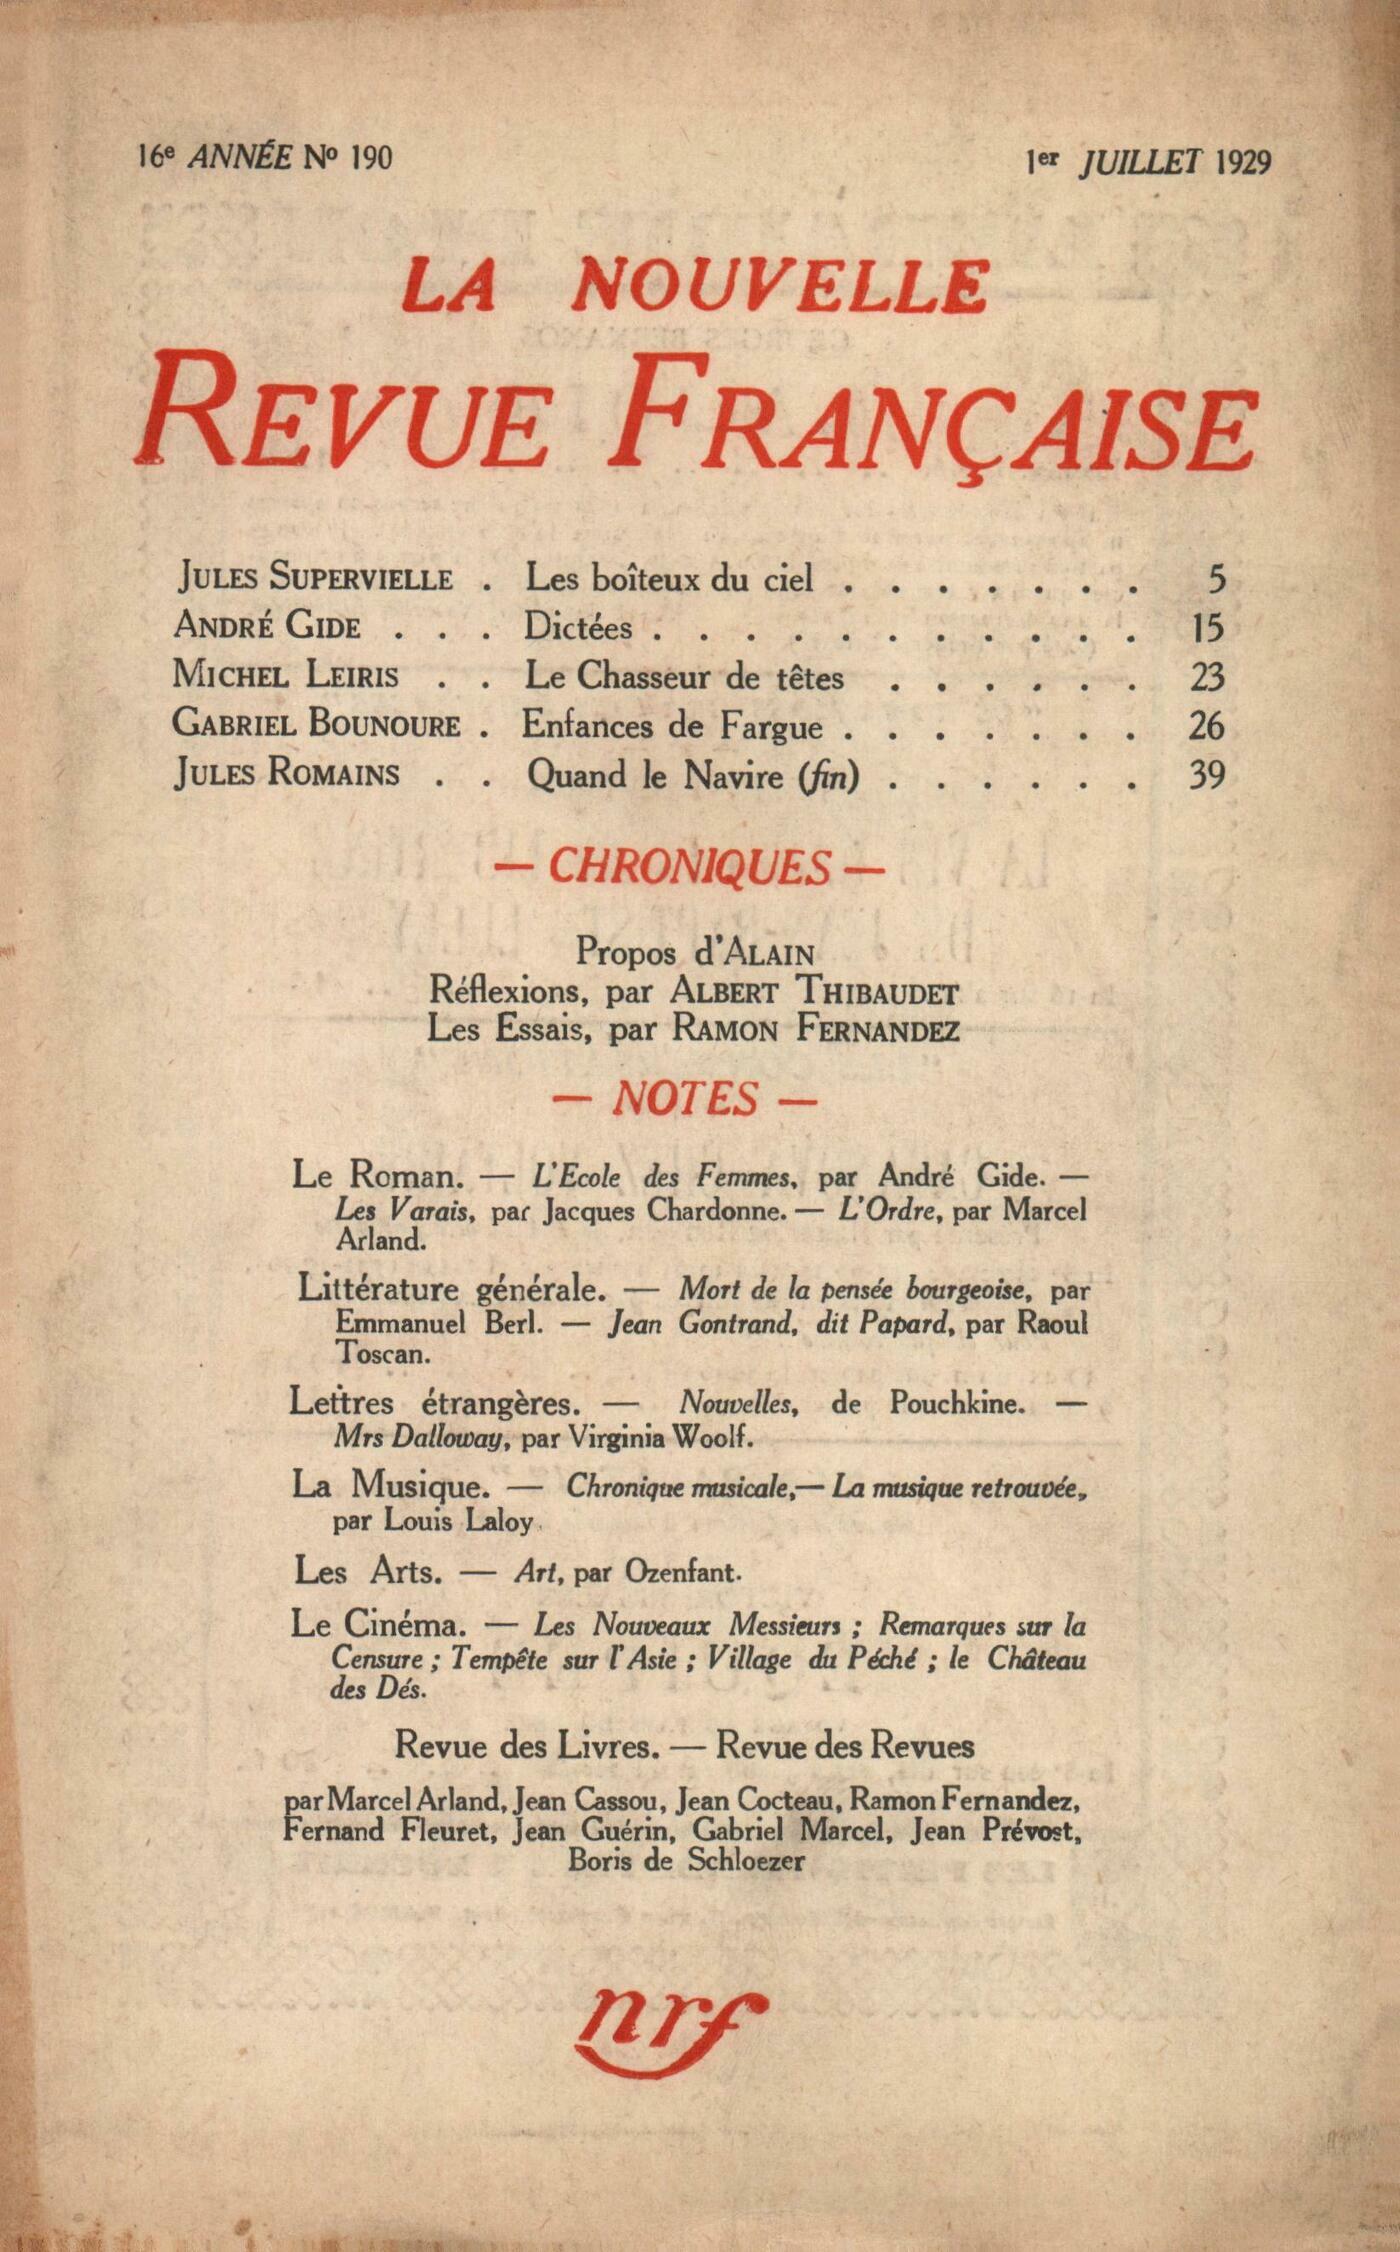 16e ANNÉE No 190
1er JUILLET 1929
LA NOUVELLE
REVUE FRANÇAISE
JULES SUPERVIELLE . Les boîteux du ciel . . . . . . . 5
ANDRÉ GIDE . . . Dictées . . . . . . . . . . . 15
MICHEL LEIRIS . . Le Chasseur de têtes . . . . . . 23
GABRIEL BOUNOURE . Enfances de Fargue . . . . . . . 26
JULES ROMAINS . . Quand le Navire (fin) . . . . . . 39
— CHRONIQUES —
Propos d'ALAIN
Réflexions, par ALBERT THIBAUDET
Les Essais, par RAMON FERNANDEZ
— NOTES —
Le Roman. — L'Ecole des Femmes, par André Gide. —
Les Varais, par Jacques Chardonne. — L'Ordre, par Marcel
Arland.
Littérature générale. — Mort de la pensée bourgeoise, par
Emmanuel Berl. — Jean Gontrand, dit Papard, par Raoul
Toscan.
Lettres étrangères. — Nouvelles, de Pouchkine. —
Mrs Dalloway, par Virginia Woolf.
La Musique. — Chronique musicale,— La musique retrouvée,
par Louis Laloy.
Les Arts. — Art, par Ozenfant.
Le Cinéma. — Les Nouveaux Messieurs ; Remarques sur la
Censure ; Tempête sur l'Asie ; Village du Péché ; le Château
des Dés.
Revue des Livres. — Revue des Revues
par Marcel Arland, Jean Cassou, Jean Cocteau, Ramon Fernandez,
Fernand Fleuret, Jean Guérin, Gabriel Marcel, Jean Prévost,
Boris de Schloezer
nrf